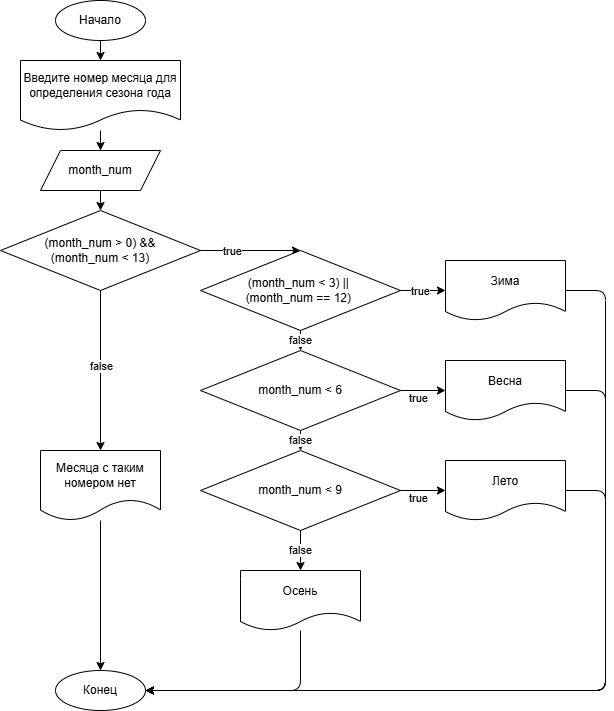 Начало
Введите номер месяца для
определения сезона года
month_num
(month_num > 0) &&
(month_num < 13)
true
(month_num < 3) ||
(month_num == 12)
true
Зима
false
false
month_num < 6
true
Весна
false
month_num < 9
true
Лето
Месяца с таким
номером нет
false
Осень
Конец